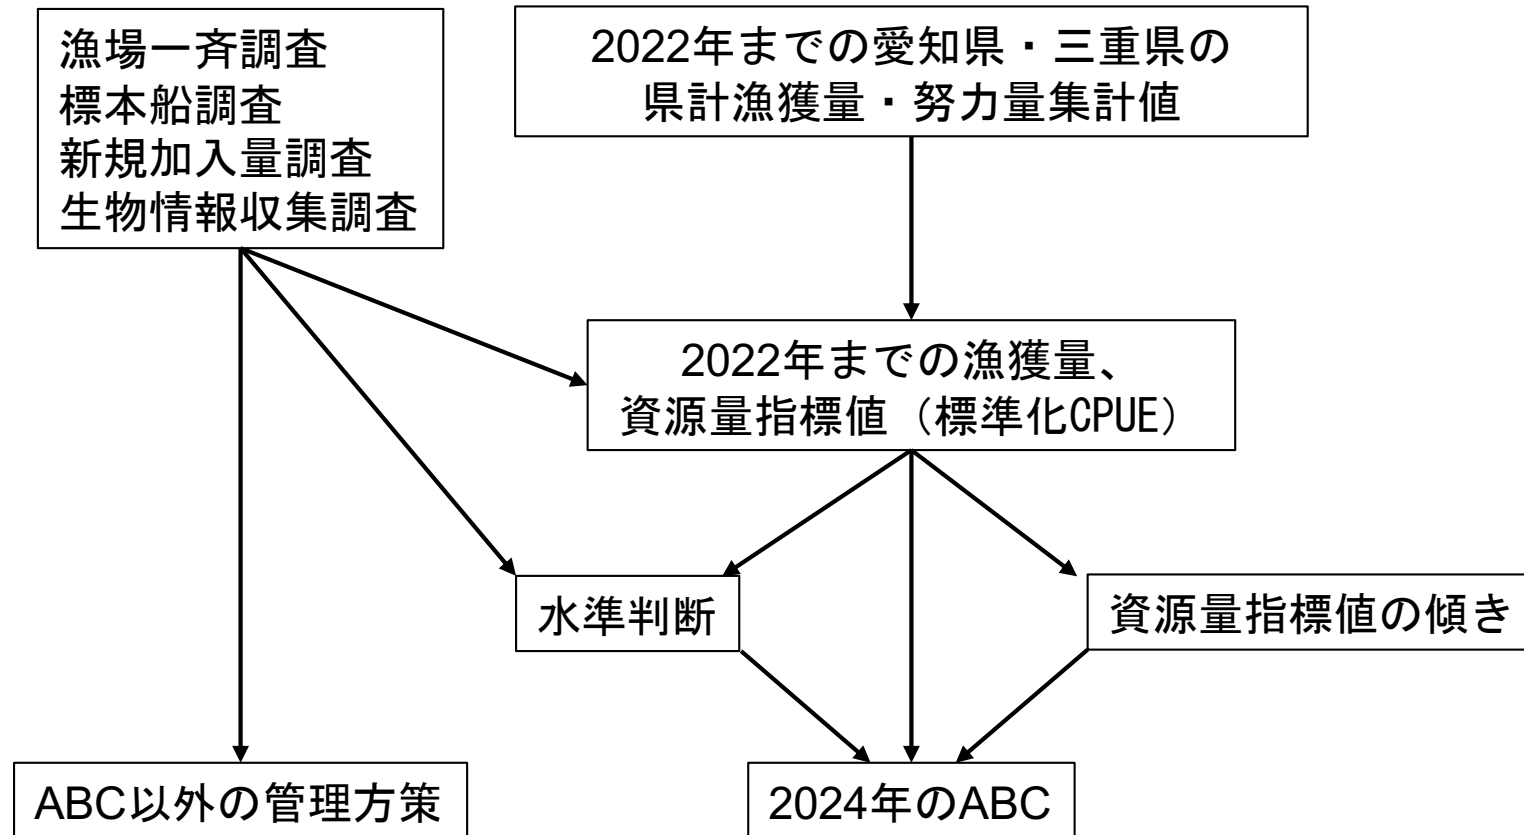 漁場一斉調査
標本船調査
新規加入量調査
生物情報収集調査
2022年までの愛知県・三重県の
県計漁獲量・努力量集計値
2022年までの漁獲量、
資源量指標値（標準化CPUE）
水準判断
資源量指標値の傾き
ABC以外の管理方策
2024年のABC